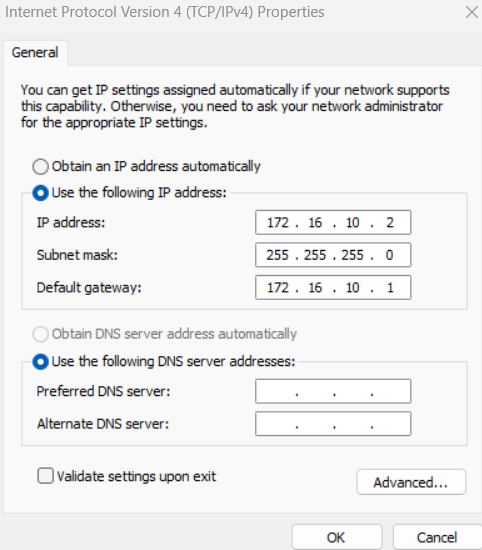 Internet Protocol Version 4 (TCP/IPv4) Properties
General
You can get IP settings assigned automatically if your network supports
this capability. Otherwise, you need to ask your network administrator
for the appropriate IP settings.
Obtain an IP address automatically
Use the following IP address:
IP address: 172 . 16 . 10 . 2
Subnet mask: 255 . 255 . 255 . 0
Default gateway: 172 . 16 . 10 . 1
Obtain DNS server address automatically
Use the following DNS server addresses:
Preferred DNS server: . . .
Alternate DNS server: . . .
Validate settings upon exit
Advanced...
OK Cancel